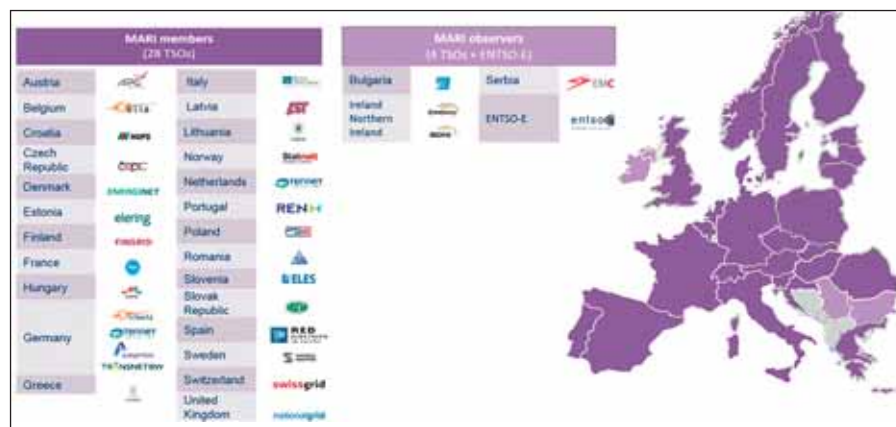 MARI members
(28 TSOs)
Austria
Belgium
elia
Croatia
HOPS
Czech Republic
čeps
Denmark
ENERGINET
Estonia
elering
Finland
FINGRID
France
Hungary
Germany
TENNET
TRANSNETBW
Greece
Italy
Latvia
AST
Lithuania
Norway
Statnett
Netherlands
TENNET
Portugal
REN
Poland
Romania
Slovenia
ELES
Slovak Republic
Spain
RED
Sweden
Switzerland
swissgrid
United Kingdom
nationalgrid
MARI observers
(4 TSOs + ENTSO-E)
Bulgaria
Ireland
Northern Ireland
Serbia
EMC
ENTSO-E
entsoe